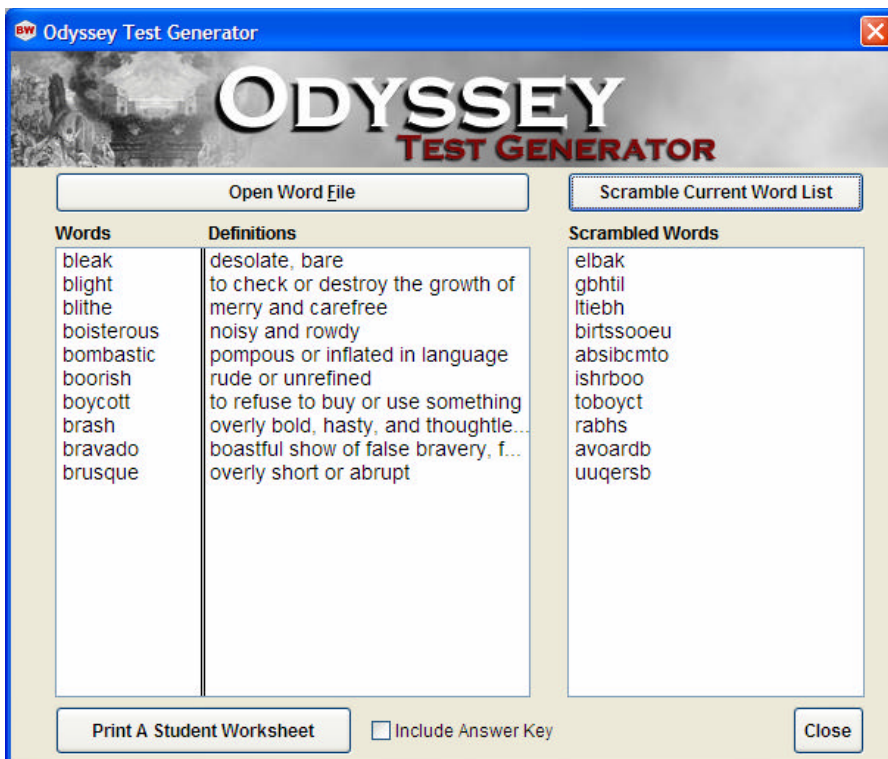 BW Odyssey Test Generator
ODYSSEY
TEST GENERATOR
Open Word File
Scramble Current Word List
Words Definitions Scrambled Words
bleak desolate, bare elbak
blight to check or destroy the growth of gbhtil
blithe merry and carefree ltiebh
boisterous noisy and rowdy birtssooeu
bombastic pompous or inflated in language absibcmto
boorish rude or unrefined ishrboo
boycott to refuse to buy or use something toboyct
brash overly bold, hasty, and thoughtle... rabhs
bravado boastful show of false bravery, f... avoardb
brusque overly short or abrupt uuqersb
Print A Student Worksheet Include Answer Key Close